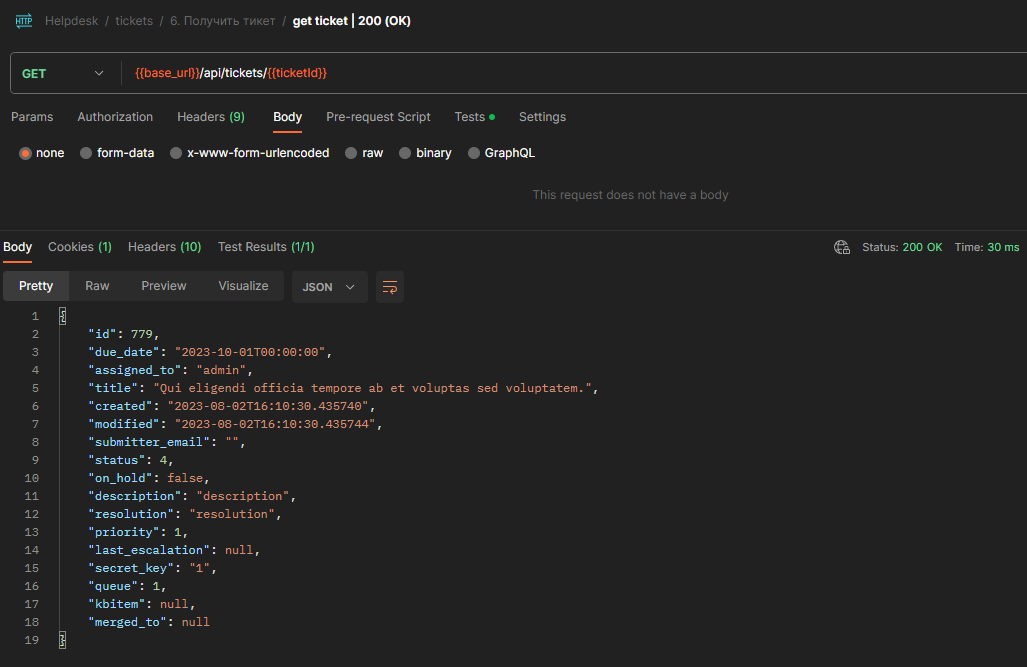 HTTP Helpdesk / tickets / 6. Получить тикет / get ticket | 200 (OK)
GET {{base_url}}/api/tickets/{{ticketId}}
Params Authorization Headers (9) Body Pre-request Script Tests Settings
none form-data x-www-form-urlencoded raw binary GraphQL
This request does not have a body
Body Cookies (1) Headers (10) Test Results (1/1) Status: 200 OK Time: 30 ms
Pretty Raw Preview Visualize JSON
1 {
2 "id": 779,
3 "due_date": "2023-10-01T00:00:00",
4 "assigned_to": "admin",
5 "title": "Qui eligendi officia tempore ab et voluptas sed voluptatem.",
6 "created": "2023-08-02T16:10:30.435740",
7 "modified": "2023-08-02T16:10:30.435744",
8 "submitter_email": "",
9 "status": 4,
10 "on_hold": false,
11 "description": "description",
12 "resolution": "resolution",
13 "priority": 1,
14 "last_escalation": null,
15 "secret_key": "1",
16 "queue": 1,
17 "kbitem": null,
18 "merged_to": null
19 }